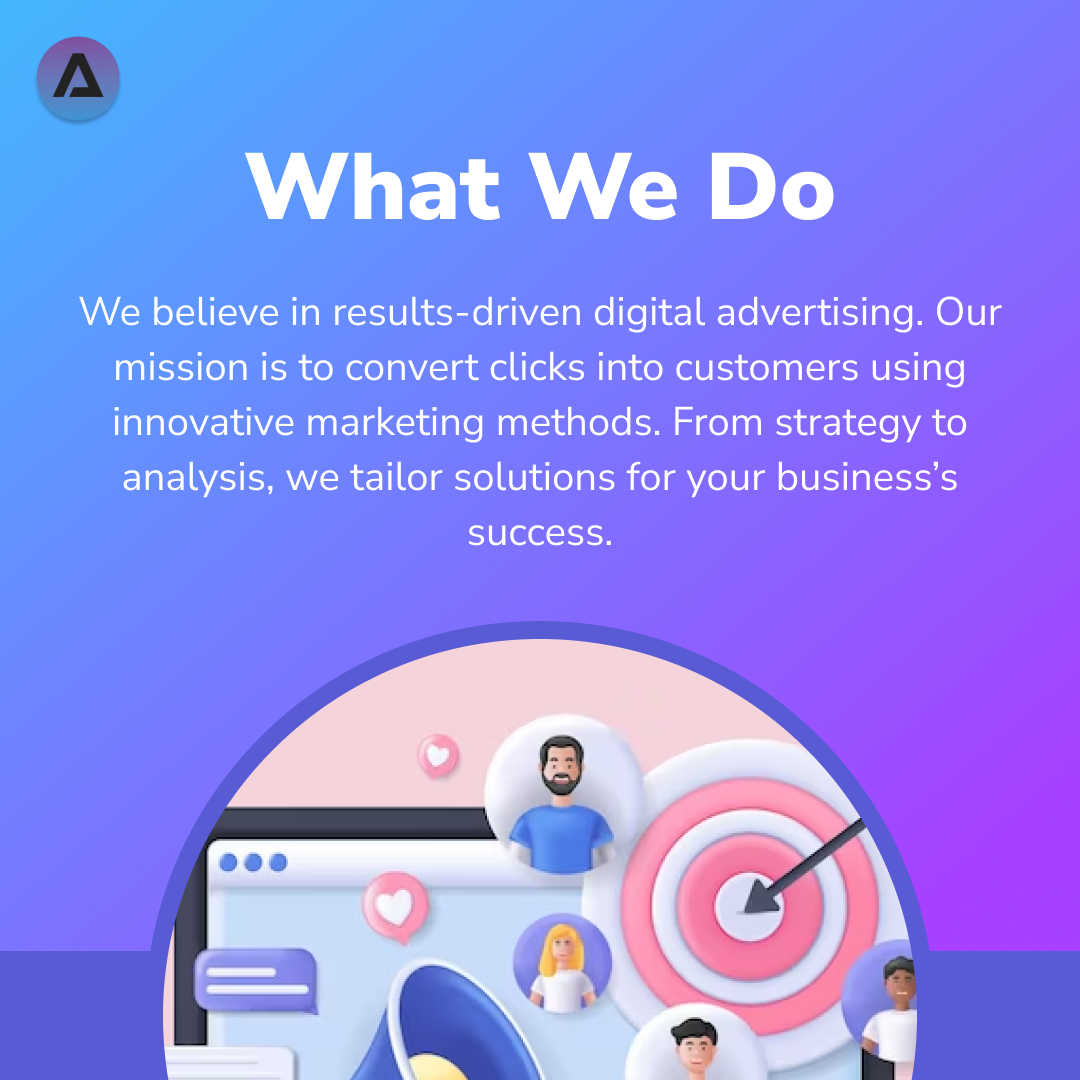 What We Do
We believe in results-driven digital advertising. Our
mission is to convert clicks into customers using
innovative marketing methods. From strategy to
analysis, we tailor solutions for your business’s
success.